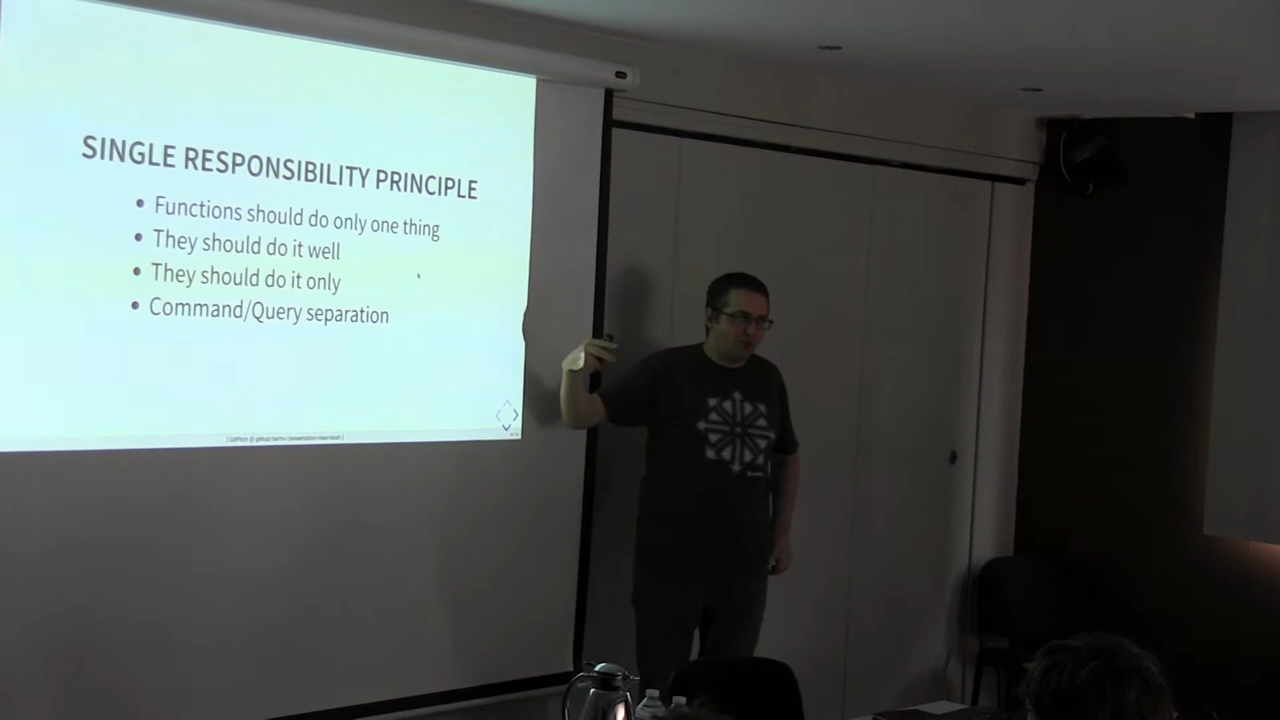 SINGLE RESPONSIBILITY PRINCIPLE
Functions should do only one thing
They should do it well
They should do it only
Command/Query separation